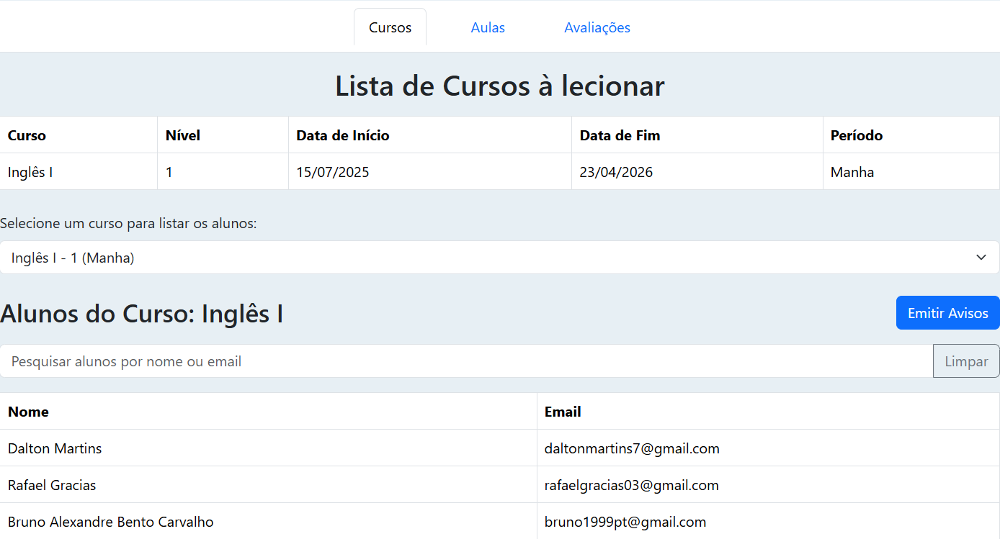 Cursos Aulas Avaliações
Lista de Cursos à lecionar
Curso Nível Data de Início Data de Fim Período
Inglês I 1 15/07/2025 23/04/2026 Manha
Selecione um curso para listar os alunos:
Inglês I - 1 (Manha)
Alunos do Curso: Inglês I Emitir Avisos
Pesquisar alunos por nome ou email Limpar
Nome Email
Dalton Martins daltonmartins7@gmail.com
Rafael Gracias rafaelgracias03@gmail.com
Bruno Alexandre Bento Carvalho bruno1999pt@gmail.com